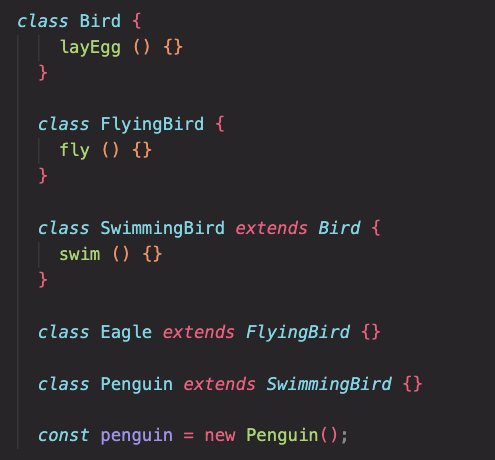 class Bird {
layEgg () {}
}
class FlyingBird {
fly () {}
}
class SwimmingBird extends Bird {
swim () {}
}
class Eagle extends FlyingBird {}
class Penguin extends SwimmingBird {}
const penguin = new Penguin();